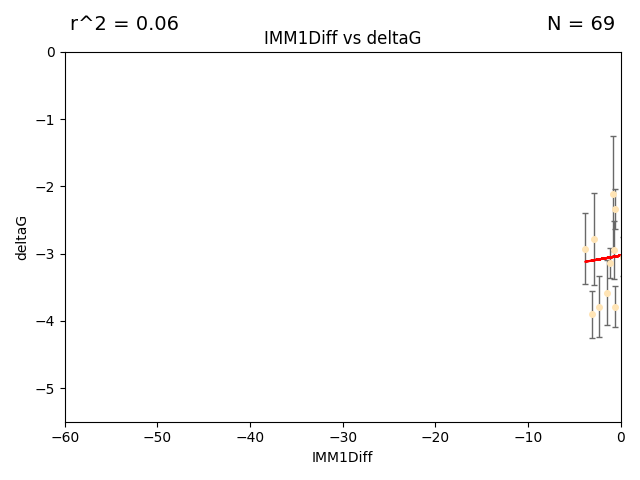 r^2 = 0.06
N = 69
IMM1Diff vs deltaG
0
−1
−2
−3
−4
−5
deltaG
−60
−50
−40
−30
−20
−10
0
IMM1Diff